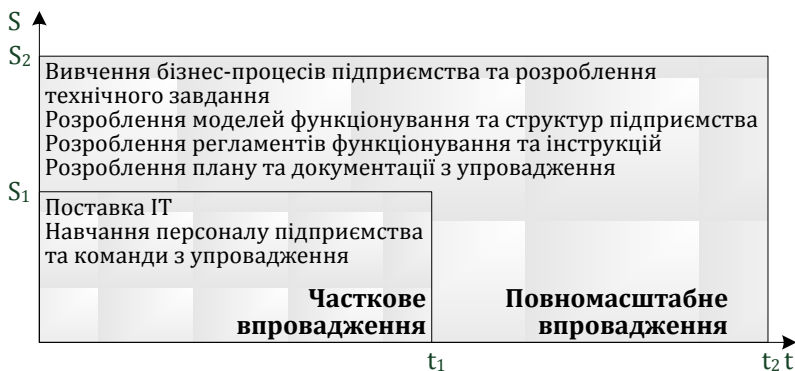 S
S2
Вивчення бізнес-процесів підприємства та розроблення
технічного завдання
Розроблення моделей функціонування та структур підприємства
Розроблення регламентів функціонування та інструкцій
Розроблення плану та документації з упровадження
S1
Поставка ІТ
Навчання персоналу підприємства
та команди з упровадження
Часткове
впровадження
Повномасштабне
впровадження
t1
t2 t